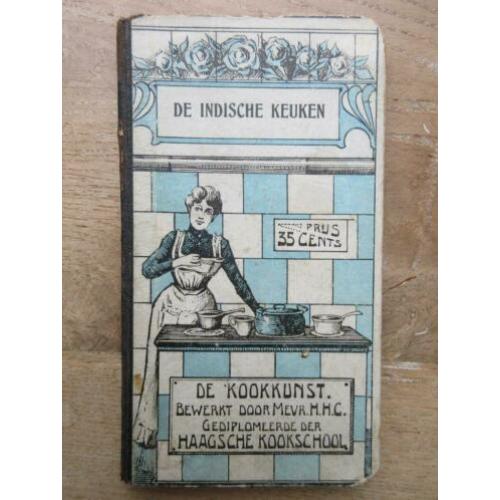 DE INDISCHE KEUKEN
PRIJS
35 CENTS
DE KOOKKUNST.
BEWERKT DOOR MEVR. H.H.C.
GEDIPLOMEERDE DER
HAAGSCHE KOOKSCHOOL